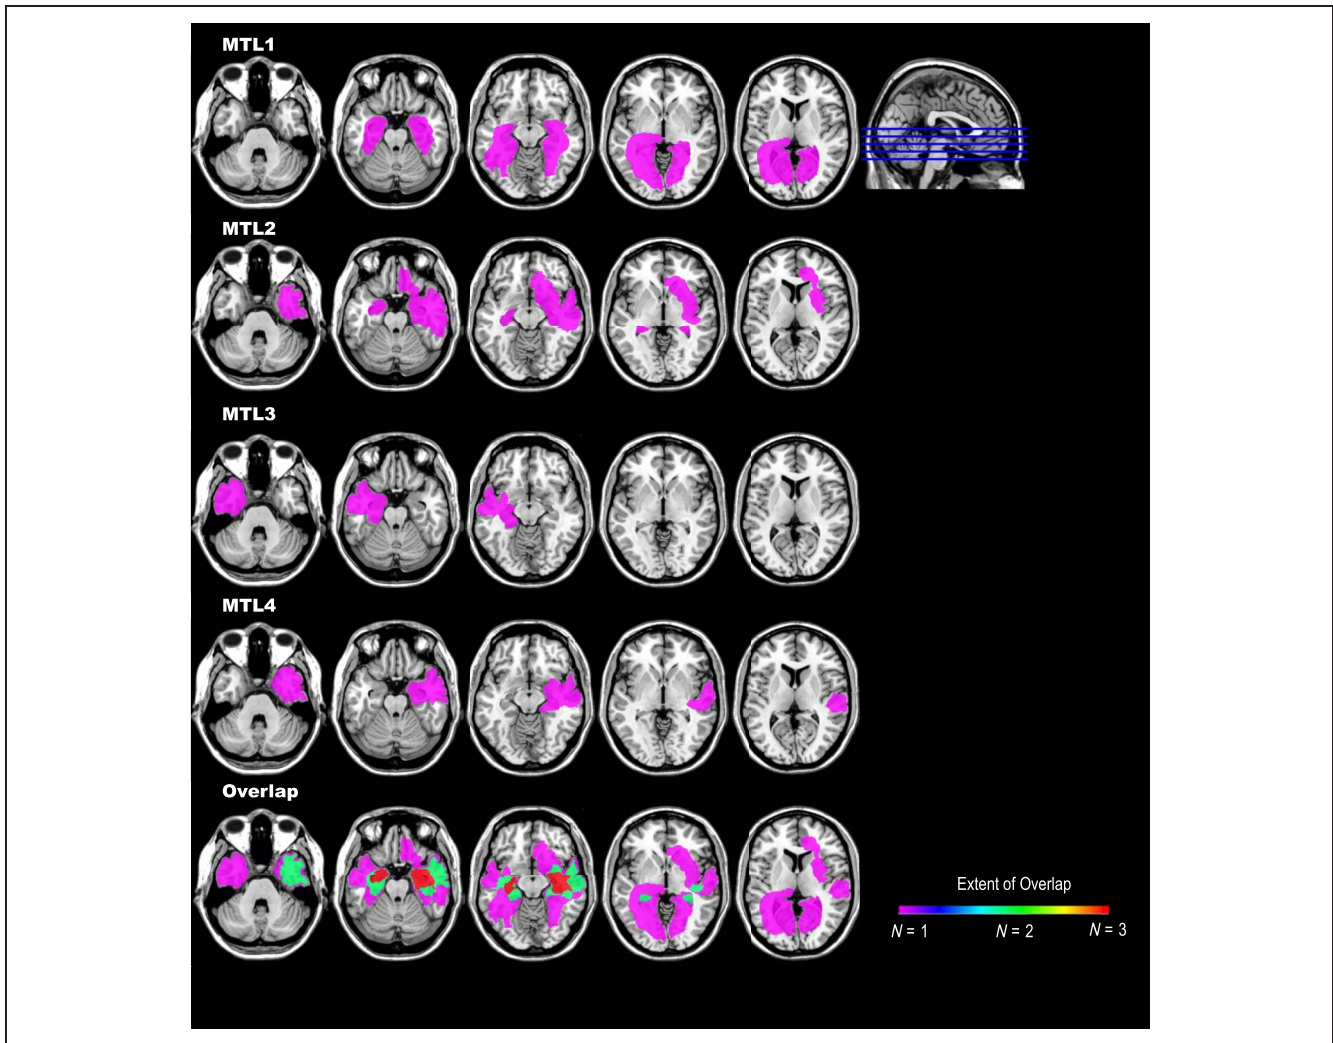 MTL1
MTL2
MTL3
MTL4
Overlap
Extent of Overlap
N = 1 N = 2 N = 3